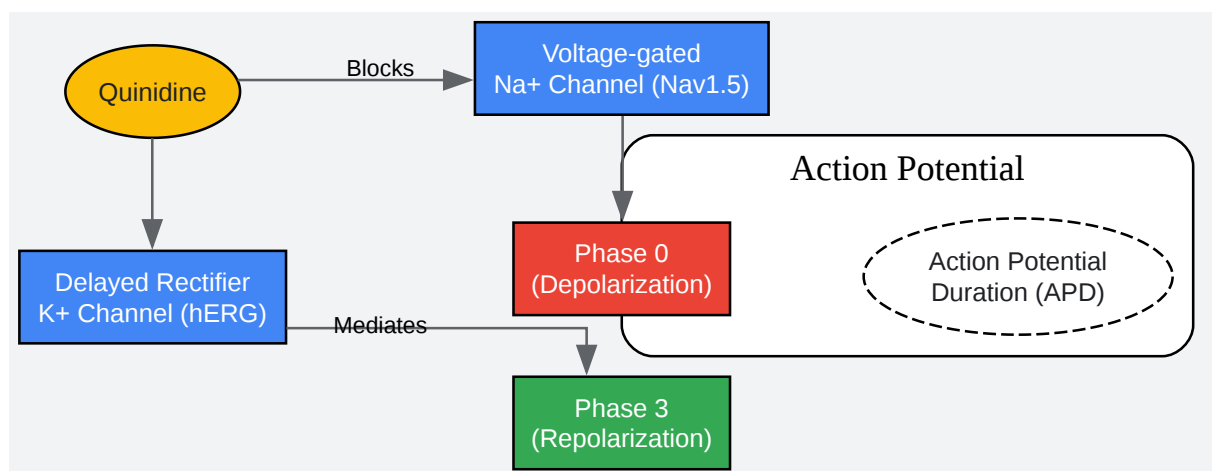 Quinidine
Blocks
Voltage-gated
Na+ Channel (Nav1.5)
Action Potential
Phase 0
(Depolarization)
Action Potential
Duration (APD)
Delayed Rectifier
K+ Channel (hERG)
Mediates
Phase 3
(Repolarization)